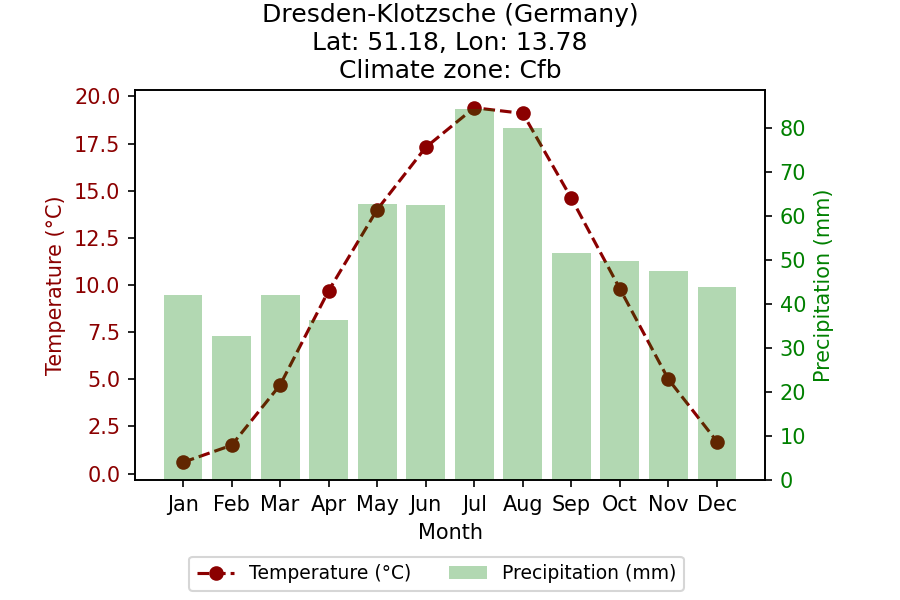 Dresden-Klotzsche (Germany)
Lat: 51.18, Lon: 13.78
Climate zone: Cfb
Temperature (°C)
20.0
17.5
15.0
12.5
10.0
7.5
5.0
2.5
0.0
80
70
60
50
40
30
20
10
0
Precipitation (mm)
Jan Feb Mar Apr May Jun Jul Aug Sep Oct Nov Dec
Month
Temperature (°C) Precipitation (mm)